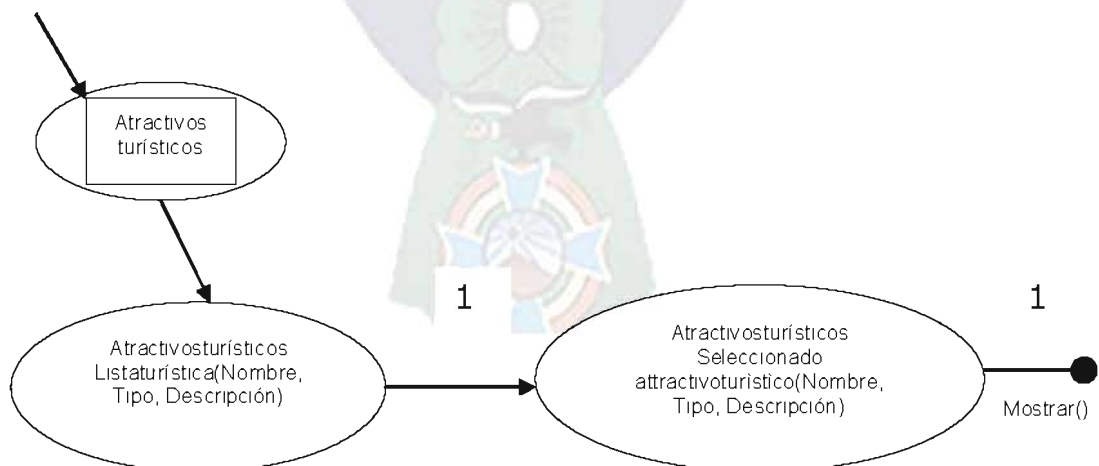 Atractivos
turísticos
1
1
Atractivosturísticos
Listaturística(Nombre,
Tipo, Descripción)
Atractivosturísticos
Seleccionado
attractivoturistico(Nombre,
Tipo, Descripción)
Mostrar()